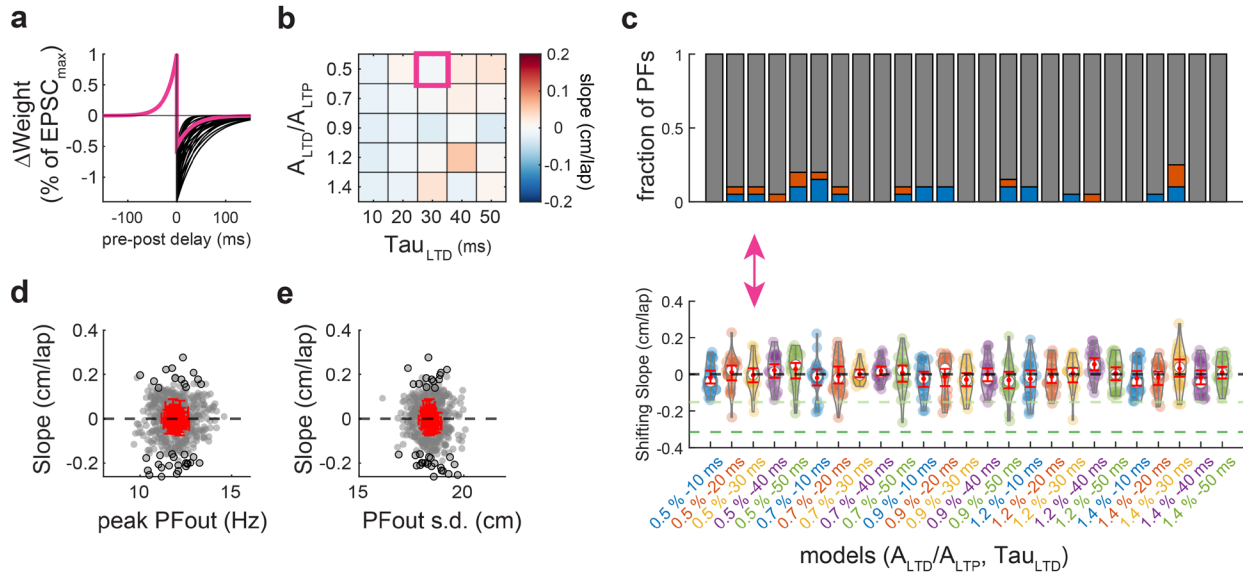 a
1
0.5
0
-0.5
-1
ΔWeight
(% of EPSCmax)
-100
0
100
pre-post delay (ms)
b
0.5
0.7
0.9
1.2
1.4
ALTD/ALTP
10
20
30
40
50
TauLTD (ms)
0.2
0.1
0
-0.1
-0.2
slope (cm/lap)
c
1
0.5
0
fraction of PFs
0.4
0.2
0
-0.2
-0.4
Shifting Slope (cm/lap)
0.5 % -10 ms
0.5 % -20 ms
0.5 % -30 ms
0.5 % -40 ms
0.5 % -50 ms
0.7 % -10 ms
0.7 % -20 ms
0.7 % -30 ms
0.7 % -40 ms
0.7 % -50 ms
0.9 % -10 ms
0.9 % -20 ms
0.9 % -30 ms
0.9 % -40 ms
0.9 % -50 ms
1.2 % -10 ms
1.2 % -20 ms
1.2 % -30 ms
1.2 % -40 ms
1.2 % -50 ms
1.4 % -10 ms
1.4 % -20 ms
1.4 % -30 ms
1.4 % -40 ms
1.4 % -50 ms
models (ALTD/ALTP, TauLTD)
d
0.4
0.2
0
-0.2
Slope (cm/lap)
10
15
peak PFout (Hz)
e
0.4
0.2
0
-0.2
Slope (cm/lap)
15
20
PFout s.d. (cm)